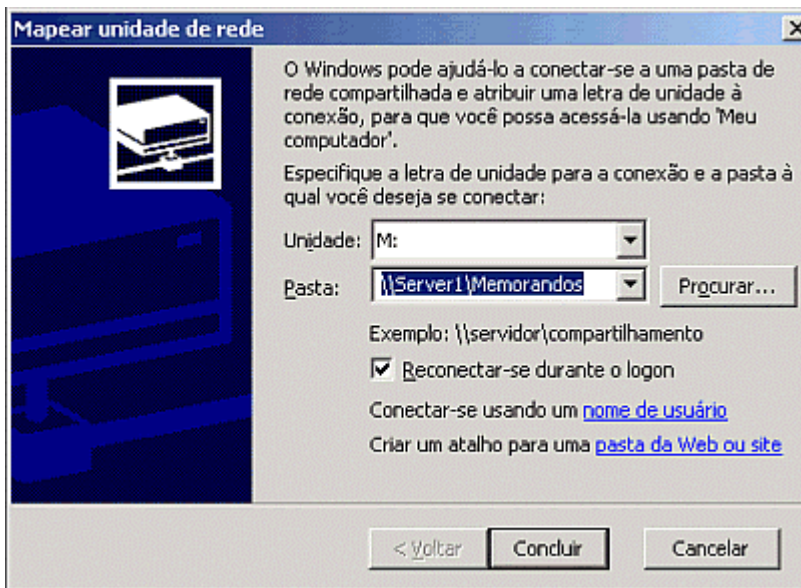 Mapear unidade de rede
O Windows pode ajudá-lo a conectar-se a uma pasta de
rede compartilhada e atribuir uma letra de unidade à
conexão, para que você possa acessá-la usando 'Meu
computador'.
Especifique a letra de unidade para a conexão e a pasta à
qual você deseja se conectar:
Unidade: M:
Pasta: \\Server1\Memorandos Procurar...
Exemplo: \\servidor\compartilhamento
Reconectar-se durante o logon
Conectar-se usando um nome de usuário
Criar um atalho para uma pasta da Web ou site
< Voltar Concluir Cancelar